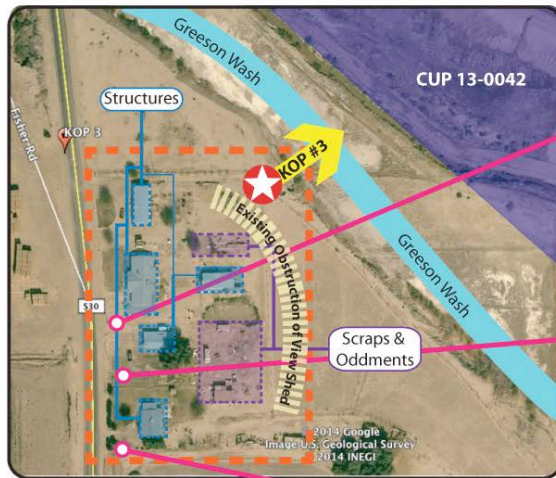 Greeson Wash
CUP 13-0042
Structures
KOP 3
Fisher Rd
KOP #3
Existing Obstruction of View Shed
Greeson Wash
S30
Scraps &
Oddments
© 2014 Google
Image U.S. Geological Survey
2014 INEGI